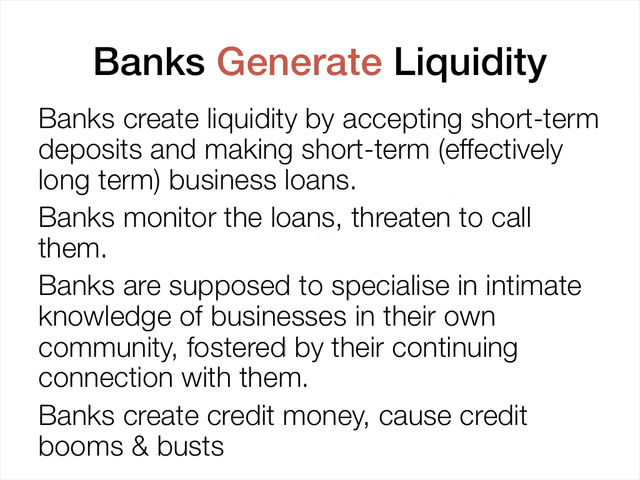 Banks Generate Liquidity
Banks create liquidity by accepting short-term
deposits and making short-term (effectively
long term) business loans.
Banks monitor the loans, threaten to call
them.
Banks are supposed to specialise in intimate
knowledge of businesses in their own
community, fostered by their continuing
connection with them.
Banks create credit money, cause credit
booms & busts